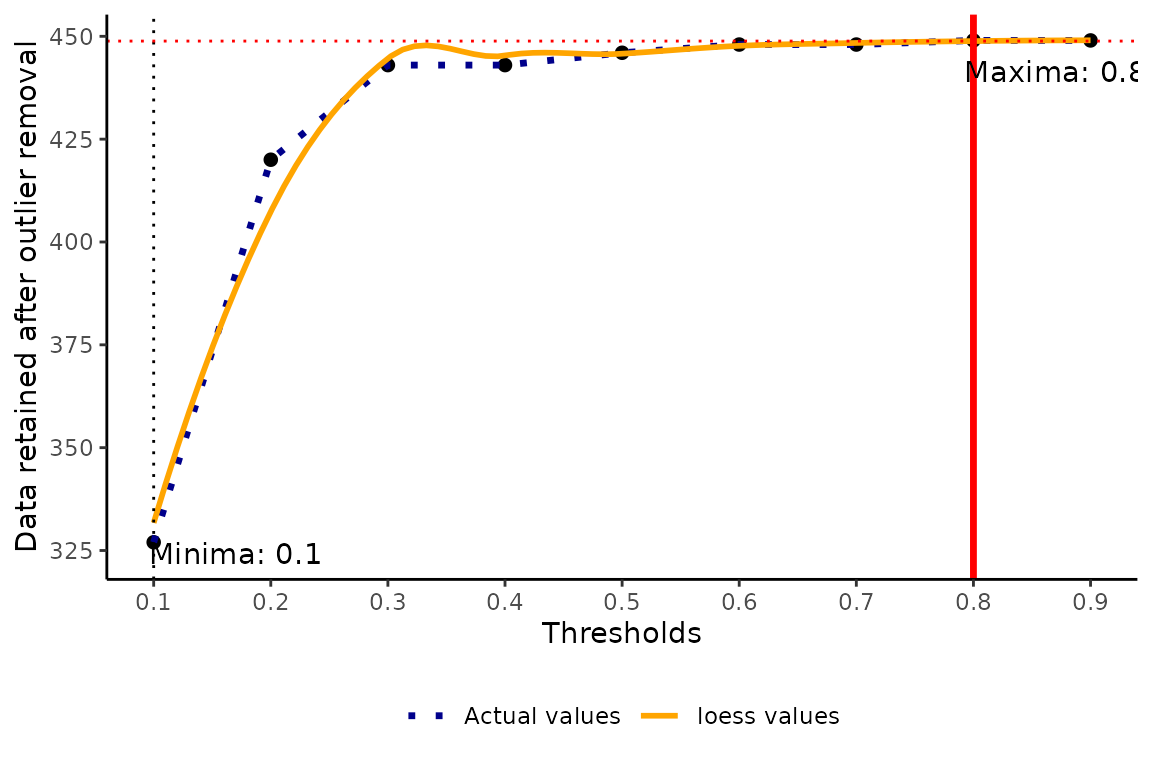 Data retained after outlier removal
450
425
400
375
350
325
Maxima: 0.8
Minima: 0.1
0.1 0.2 0.3 0.4 0.5 0.6 0.7 0.8 0.9
Thresholds
Actual values loess values